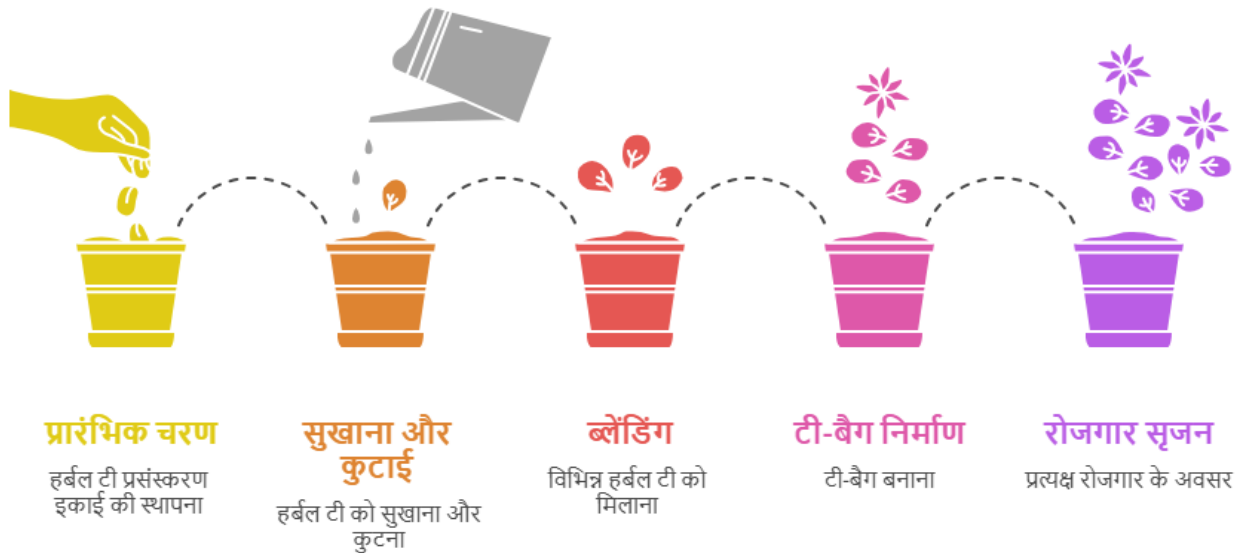 प्रारंभिक चरण
हर्बल टी प्रसंस्करण
इकाई की स्थापना
सुखाना और
कुटाई
हर्बल टी को सुखाना और
कुटना
ब्लेंडिंग
विभिन्न हर्बल टी को
मिलाना
टी-बैग निर्माण
टी-बैग बनाना
रोजगार सृजन
प्रत्यक्ष रोजगार के अवसर